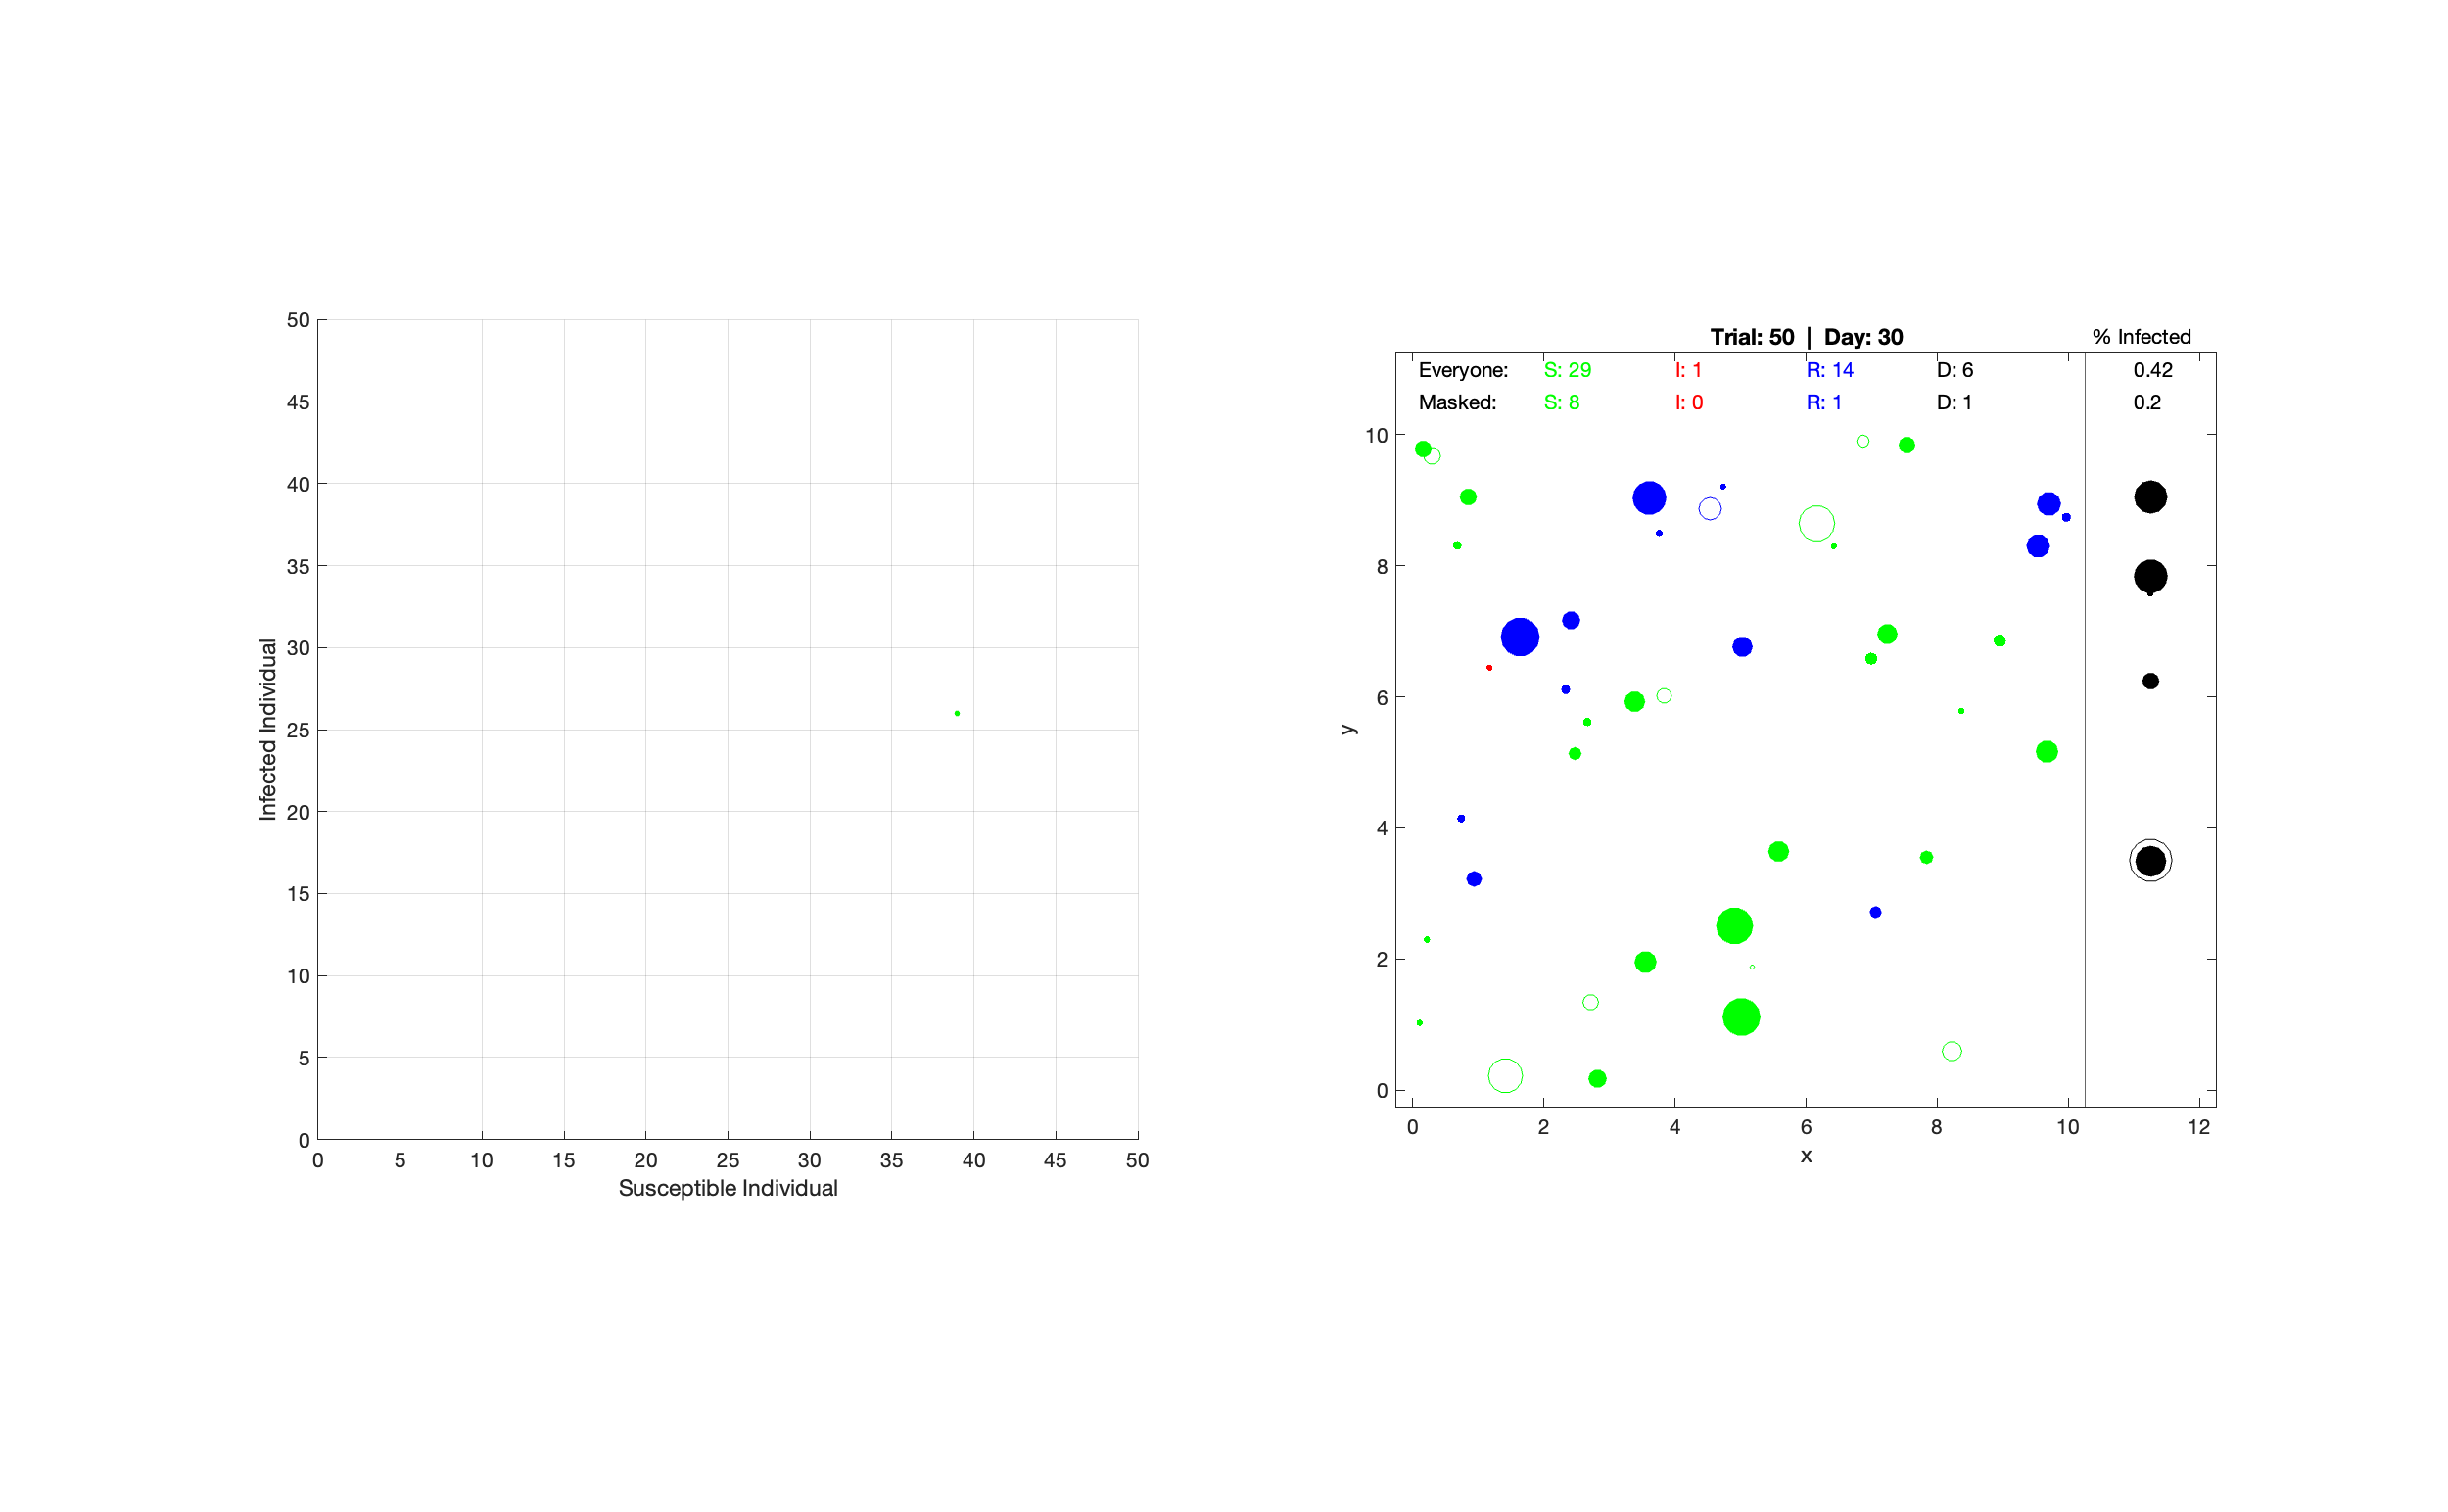 50
45
40
35
30
25
20
15
10
5
0
0 5 10 15 20 25 30 35 40 45 50
Infected Individual
Susceptible Individual
Trial: 50 | Day: 30 % Infected
Everyone: S: 29 I: 1 R: 14 D: 6 0.42
Masked: S: 8 I: 0 R: 1 D: 1 0.2
10
8
6
4
2
0
0 2 4 6 8 10 12
y
x